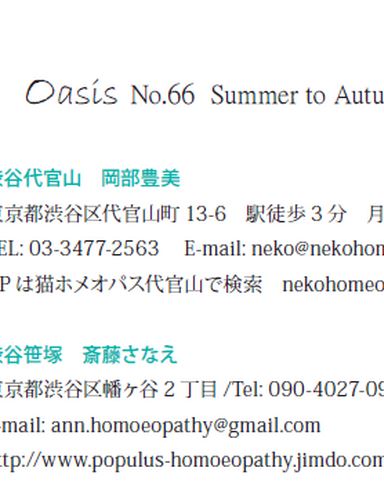 Oasis No.66 Summer to Autu
谷代官山 岡部豊美
京都渋谷区代官山町 13-6 駅徒歩 3 分 月
EL: 03-3477-2563 E-mail: neko@nekohom
P は猫ホメオパス代官山で検索 nekohomeo
谷笹塚 斎藤さなえ
京都渋谷区幡ヶ谷 2 丁目 /Tel: 090-4027-09
-mail: ann.homoeopathy@gmail.com
ttp://www.populus-homoeopathy.jimdo.com